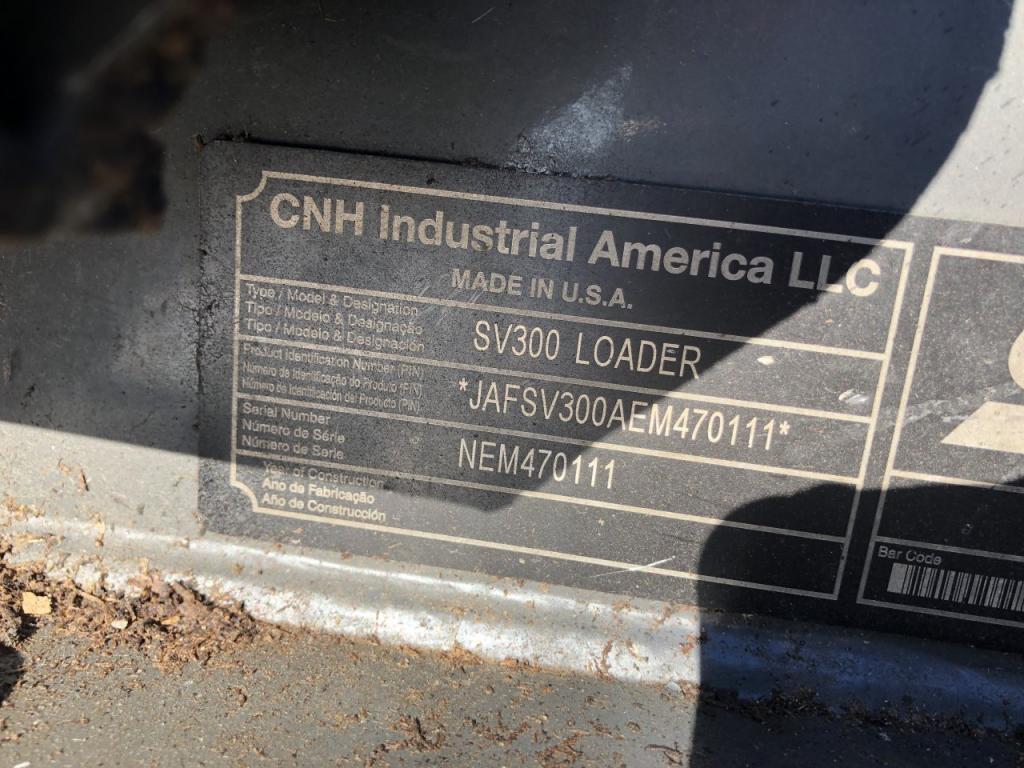 CNH Industrial America LLC
MADE IN U.S.A.
Type / Model & Designation
Tipo / Modelo & Designação
Tipo / Modelo & Designación
SV300 LOADER
Product Identification Number (PIN)
Número de Identificação do Produto (PIN)
Número de Identificación del Producto (PIN)
*JAFSV300AEM470111*
Serial Number
Número de Série
Número de Serie
NEM470111
Year of Construction
Ano de Fabricação
Año de Construcción
Bar Code